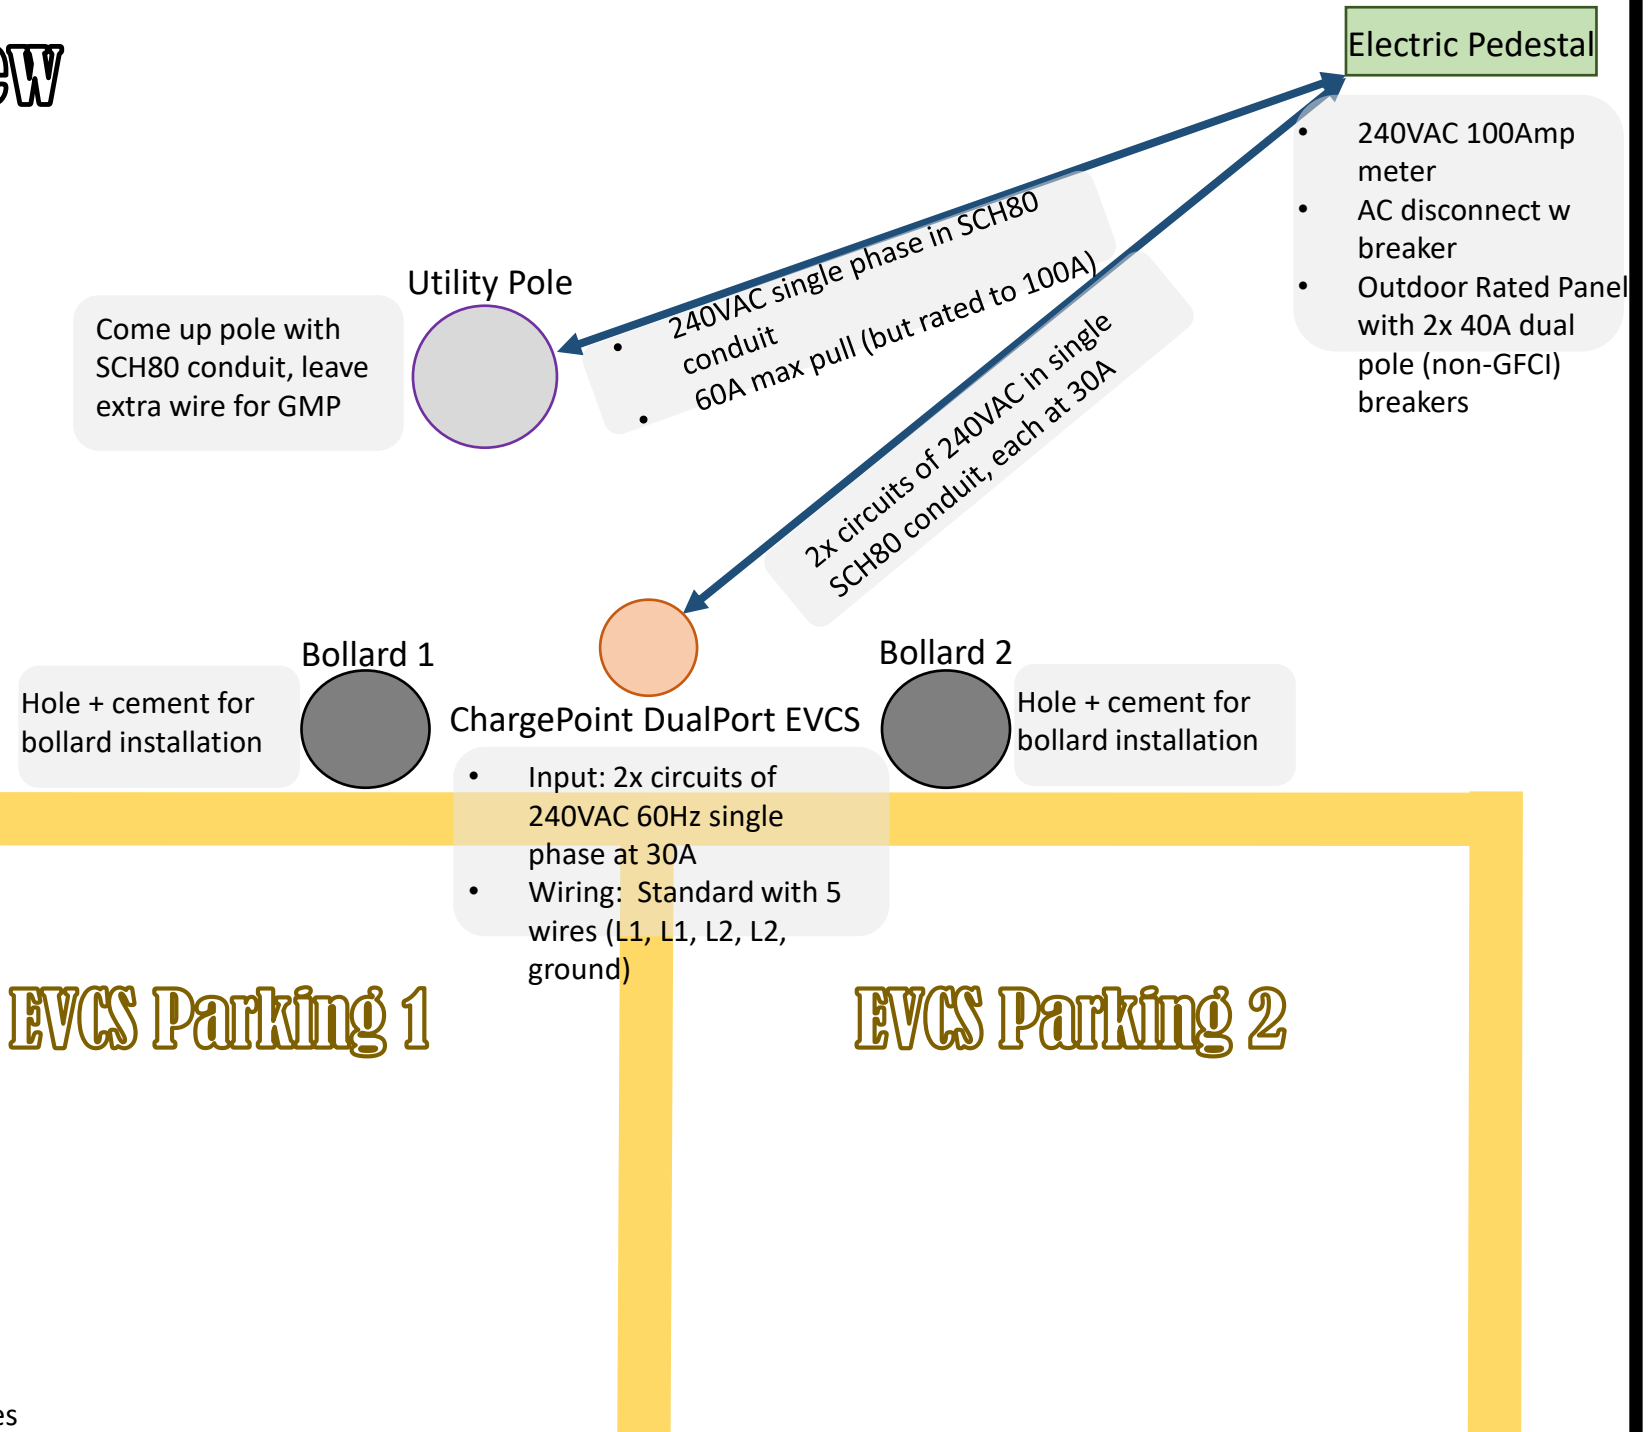 ew
Electric Pedestal
• 240VAC 100Amp
meter
• AC disconnect w
breaker
• Outdoor Rated Panel
with 2x 40A dual
pole (non-GFCI)
breakers
• 240VAC single phase in SCH80
conduit
• 60A max pull (but rated to 100A)
Utility Pole
Come up pole with
SCH80 conduit, leave
extra wire for GMP
2x circuits of 240VAC in single
SCH80 conduit, each at 30A
Bollard 1
Hole + cement for
bollard installation
ChargePoint DualPort EVCS
• Input: 2x circuits of
240VAC 60Hz single
phase at 30A
• Wiring: Standard with 5
wires (L1, L1, L2, L2,
ground)
Bollard 2
Hole + cement for
bollard installation
EVCS Parking 1
EVCS Parking 2
es